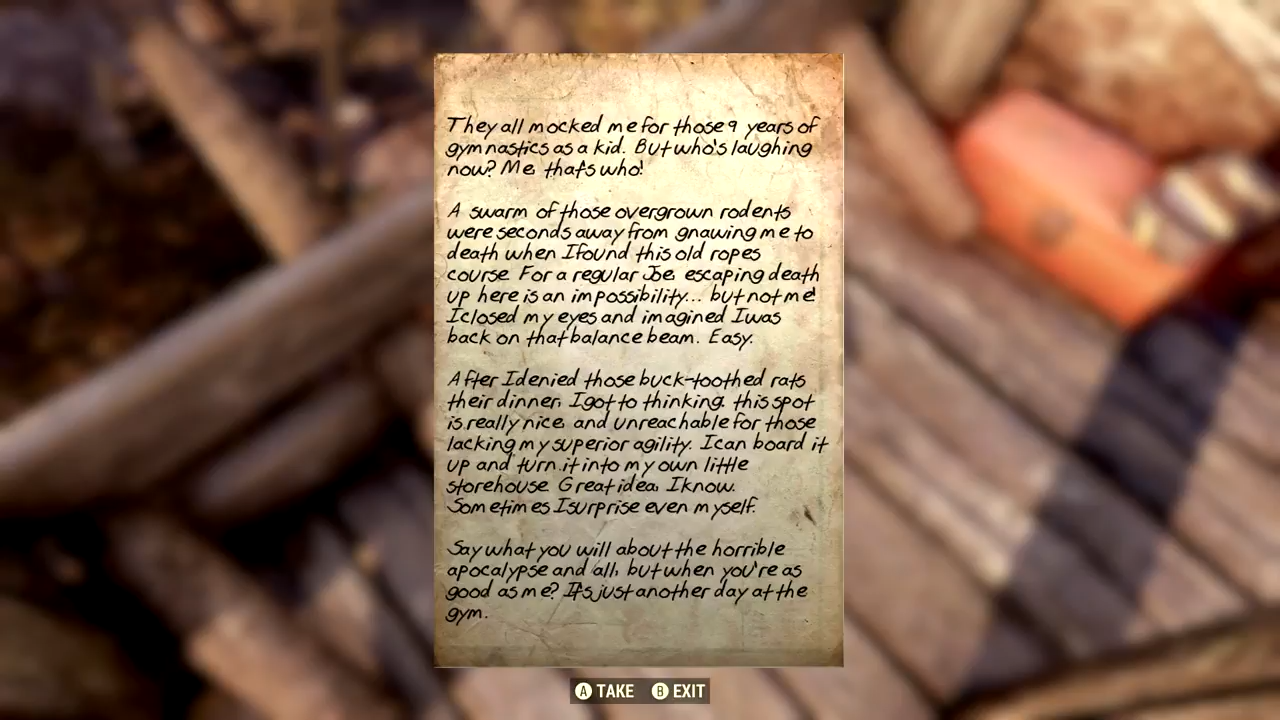 They all mocked me for those 9 years of
gymnastics as a kid. But who's laughing
now? Me, that's who!
A swarm of those overgrown rodents
were seconds away from gnawing me to
death when I found this old ropes
course. For a regular Joe, escaping death
up here is an impossibility... but not me!
I closed my eyes and imagined I was
back on that balance beam. Easy.
After I denied those buck-toothed rats
their dinner, I got to thinking, this spot
is really nice, and unreachable for those
lacking my superior agility. I can board it
up and turn it into my own little
storehouse. Great idea, I know.
Sometimes I surprise even myself.
Say what you will about the horrible
apocalypse and all, but when you're as
good as me? It's just another day at the
gym.
A TAKE B EXIT